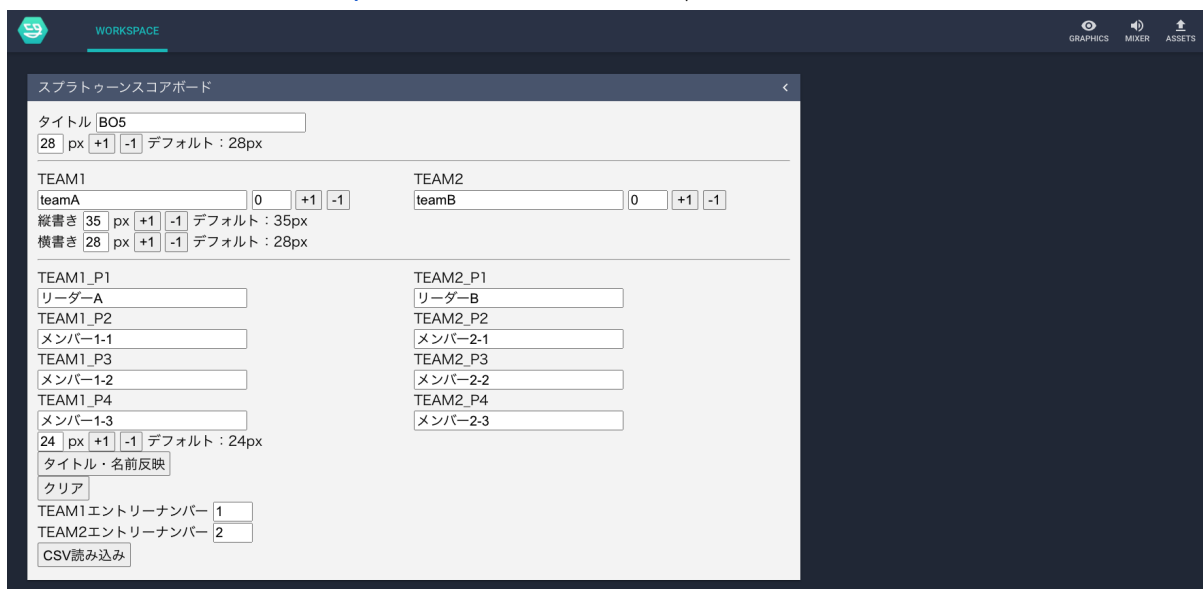 WORKSPACE
GRAPHICS MIXER ASSETS
スプラトゥーンスコアボード
タイトル BO5
28 px +1 -1 デフォルト：28px
TEAM1 TEAM2
teamA 0 +1 -1 teamB 0 +1 -1
縦書き 35 px +1 -1 デフォルト：35px
横書き 28 px +1 -1 デフォルト：28px
TEAM1_P1 TEAM2_P1
リーダーA リーダーB
TEAM1_P2 TEAM2_P2
メンバー1-1 メンバー2-1
TEAM1_P3 TEAM2_P3
メンバー1-2 メンバー2-2
TEAM1_P4 TEAM2_P4
メンバー1-3 メンバー2-3
24 px +1 -1 デフォルト：24px
タイトル・名前反映
クリア
TEAM1エントリーナンバー 1
TEAM2エントリーナンバー 2
CSV読み込み